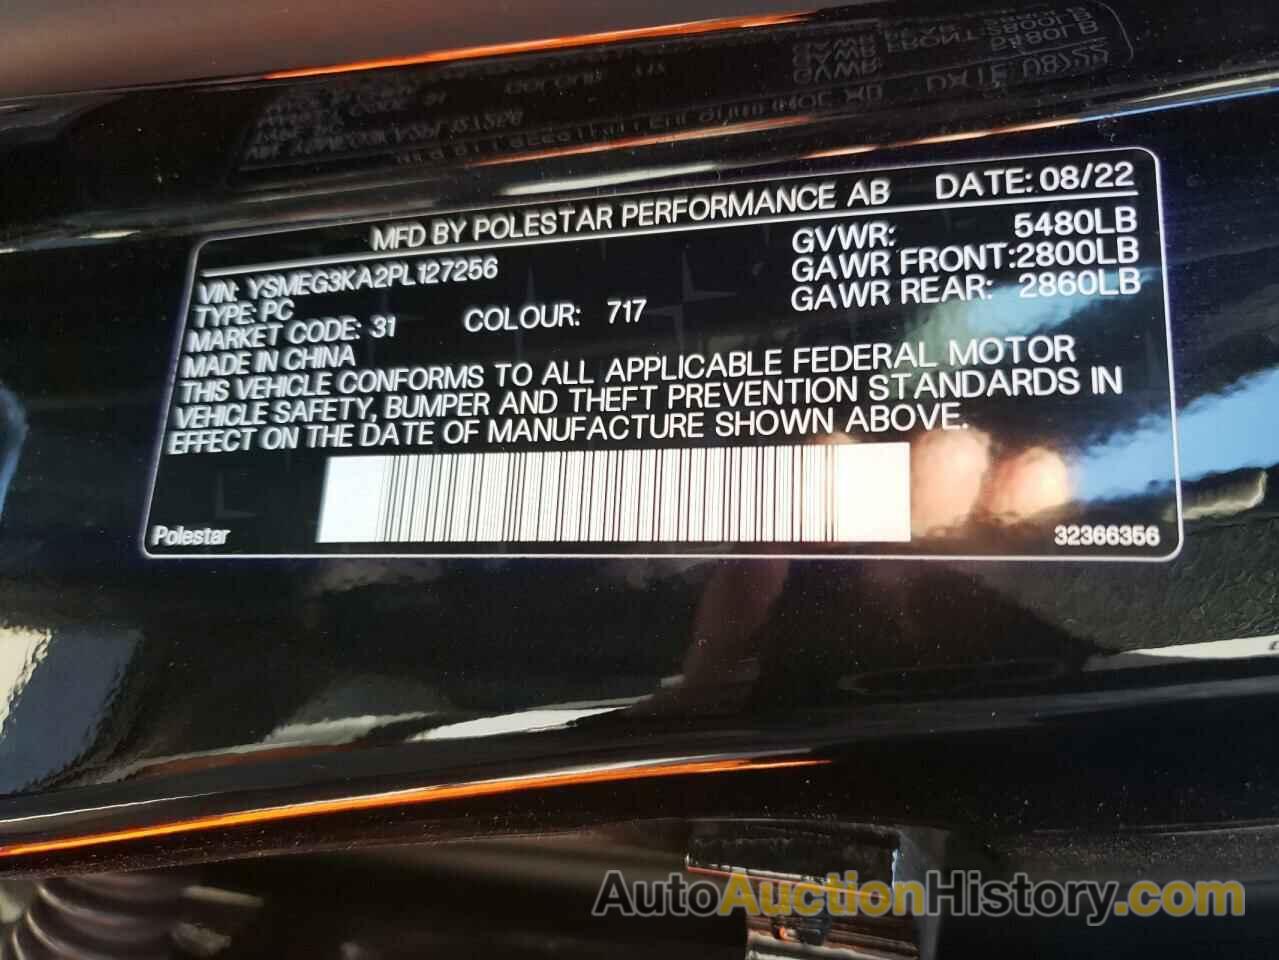 MFD BY POLESTAR PERFORMANCE AB DATE: 08/22
VIN: YSMEG3KA2PL127256 GVWR: 5480LB
TYPE: PC GAWR FRONT:2800LB
MARKET CODE: 31 COLOUR: 717 GAWR REAR: 2860LB
MADE IN CHINA
THIS VEHICLE CONFORMS TO ALL APPLICABLE FEDERAL MOTOR
VEHICLE SAFETY, BUMPER AND THEFT PREVENTION STANDARDS IN
EFFECT ON THE DATE OF MANUFACTURE SHOWN ABOVE.
Polestar 32366356
AutoAuctionHistory.com